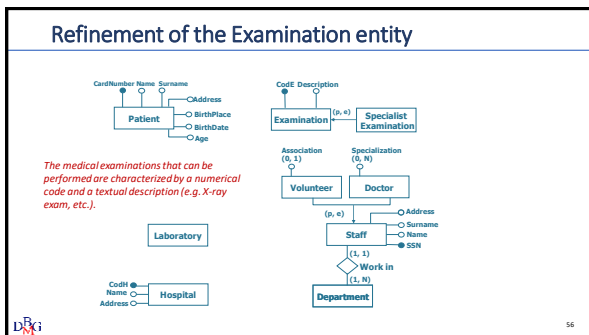 Refinement of the Examination entity
CardNumber Name Surname
Address
BirthPlace
BirthDate
Age
Patient
CodE Description
Examination
(p, e)
Specialist
Examination
The medical examinations that can be
performed are characterized by a numerical
code and a textual description (e.g. X-ray
exam, etc.).
Association
(0, 1)
Specialization
(0, N)
Volunteer
Doctor
(p, e)
Address
Surname
Name
SSN
Staff
Laboratory
(1, 1)
Work in
(1, N)
Department
CodH
Name
Address
Hospital
DBMG
56